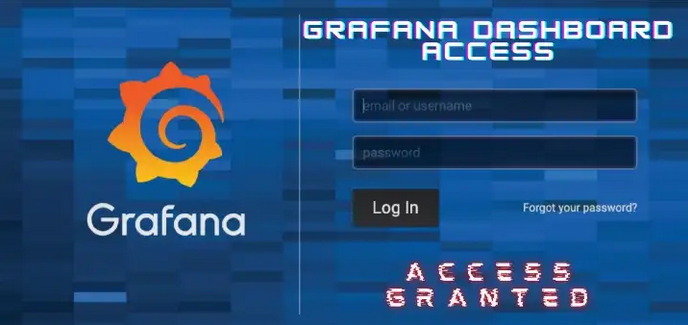 Grafana
GRAFANA DASHBOARD
ACCESS
email or username
password
Log In
Forgot your password?
ACCESS
GRANTED